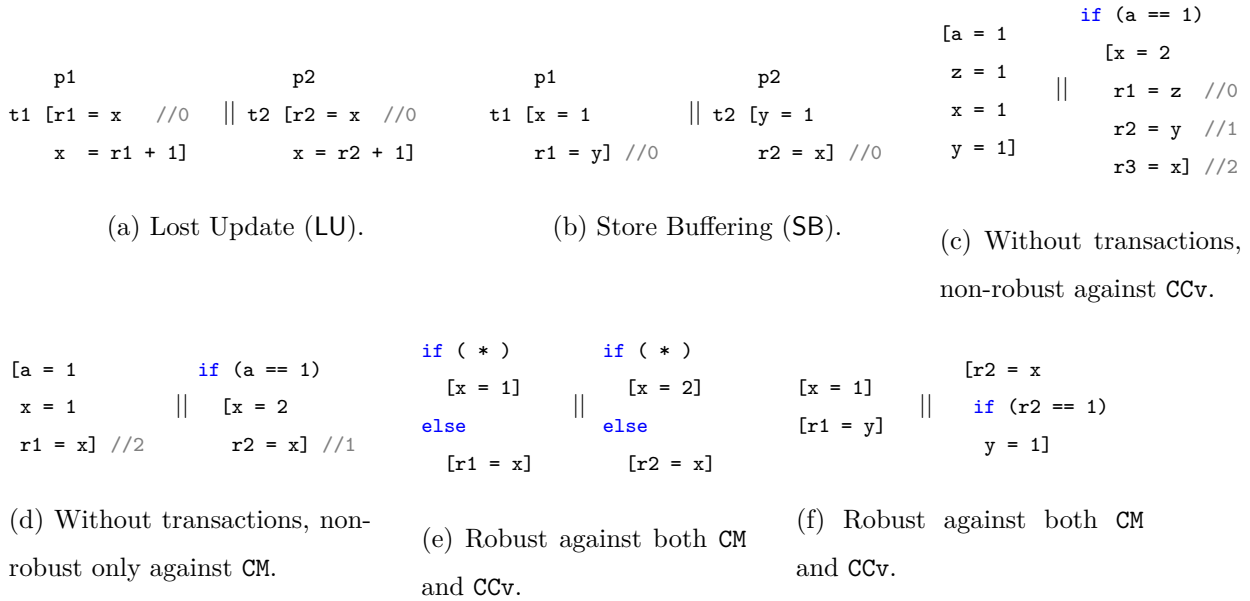 p1 p2
t1 [r1 = x //0 || t2 [r2 = x //0
x = r1 + 1] x = r2 + 1]
(a) Lost Update (LU).
p1 p2
t1 [x = 1 || t2 [y = 1
r1 = y] //0 r2 = x] //0
(b) Store Buffering (SB).
[a = 1
z = 1
x = 1
y = 1]
||
if (a == 1)
[x = 2
r1 = z //0
r2 = y //1
r3 = x] //2
(c) Without transactions,
non-robust against CCv.
[a = 1
x = 1
r1 = x] //2
||
if (a == 1)
[x = 2
r2 = x] //1
(d) Without transactions, non-
robust only against CM.
if ( * )
[x = 1]
else
[r1 = x]
||
if ( * )
[x = 2]
else
[r2 = x]
(e) Robust against both CM
and CCv.
[x = 1]
[r1 = y]
||
[r2 = x
if (r2 == 1)
y = 1]
(f) Robust against both CM
and CCv.